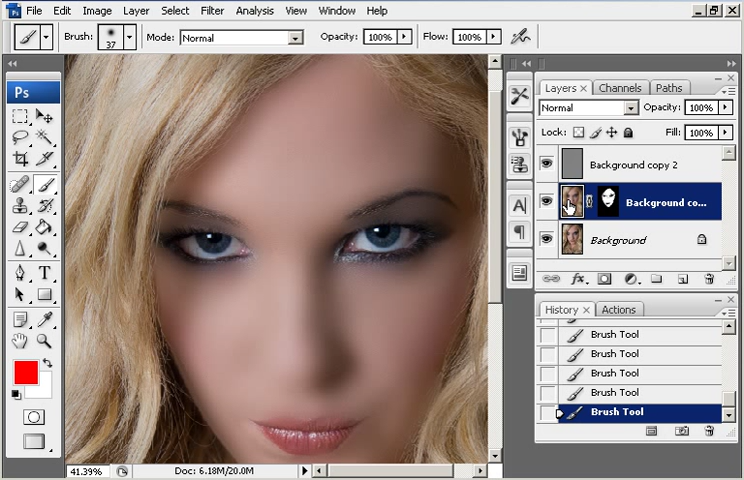 Ps
File Edit Image Layer Select Filter Analysis View Window Help
Brush: 37 Mode: Normal Opacity: 100% Flow: 100%
Ps
T
Layers × Channels Paths
Normal Opacity: 100%
Lock: Fill: 100%
Background copy 2
Background co...
Background
A
History × Actions
Brush Tool
Brush Tool
Brush Tool
Brush Tool
Brush Tool
41.39% Doc: 6.18M/20.0M